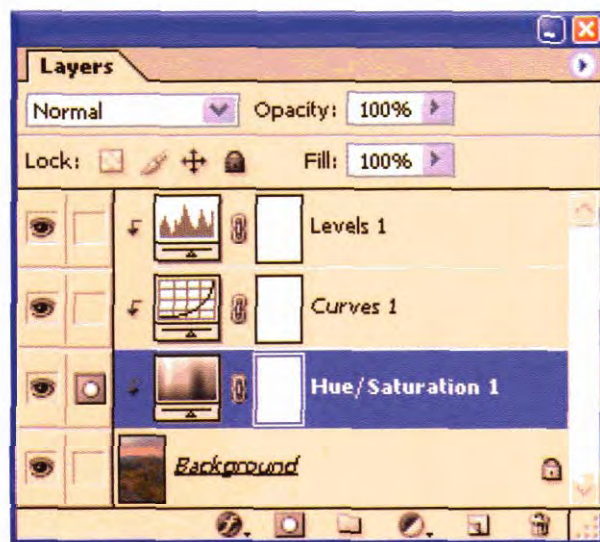 Layers
Normal Opacity: 100%
Lock: Fill: 100%
Levels 1
Curves 1
Hue/Saturation 1
Background